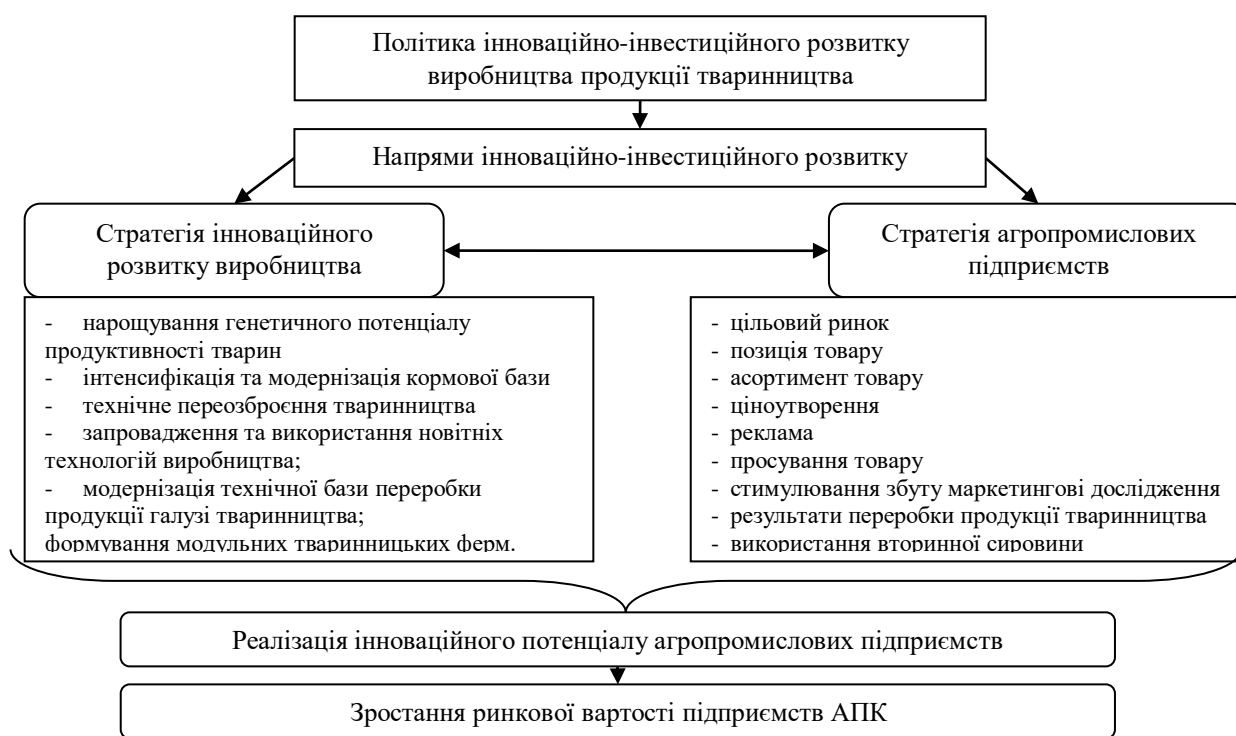 Політика інноваційно-інвестиційного розвитку
виробництва продукції тваринництва
Напрями інноваційно-інвестиційного розвитку
Стратегія інноваційного
розвитку виробництва
Стратегія агропромислових
підприємств
- нарощування генетичного потенціалу
продуктивності тварин
- інтенсифікація та модернізація кормової бази
- технічне переозброєння тваринництва
- запровадження та використання новітніх
технологій виробництва;
- модернізація технічної бази переробки
продукції галузі тваринництва;
формування модульних тваринницьких ферм.
- цільовий ринок
- позиція товару
- асортимент товару
- ціноутворення
- реклама
- просування товару
- стимулювання збуту маркетингові дослідження
- результати переробки продукції тваринництва
- використання вторинної сировини
Реалізація інноваційного потенціалу агропромислових підприємств
Зростання ринкової вартості підприємств АПК